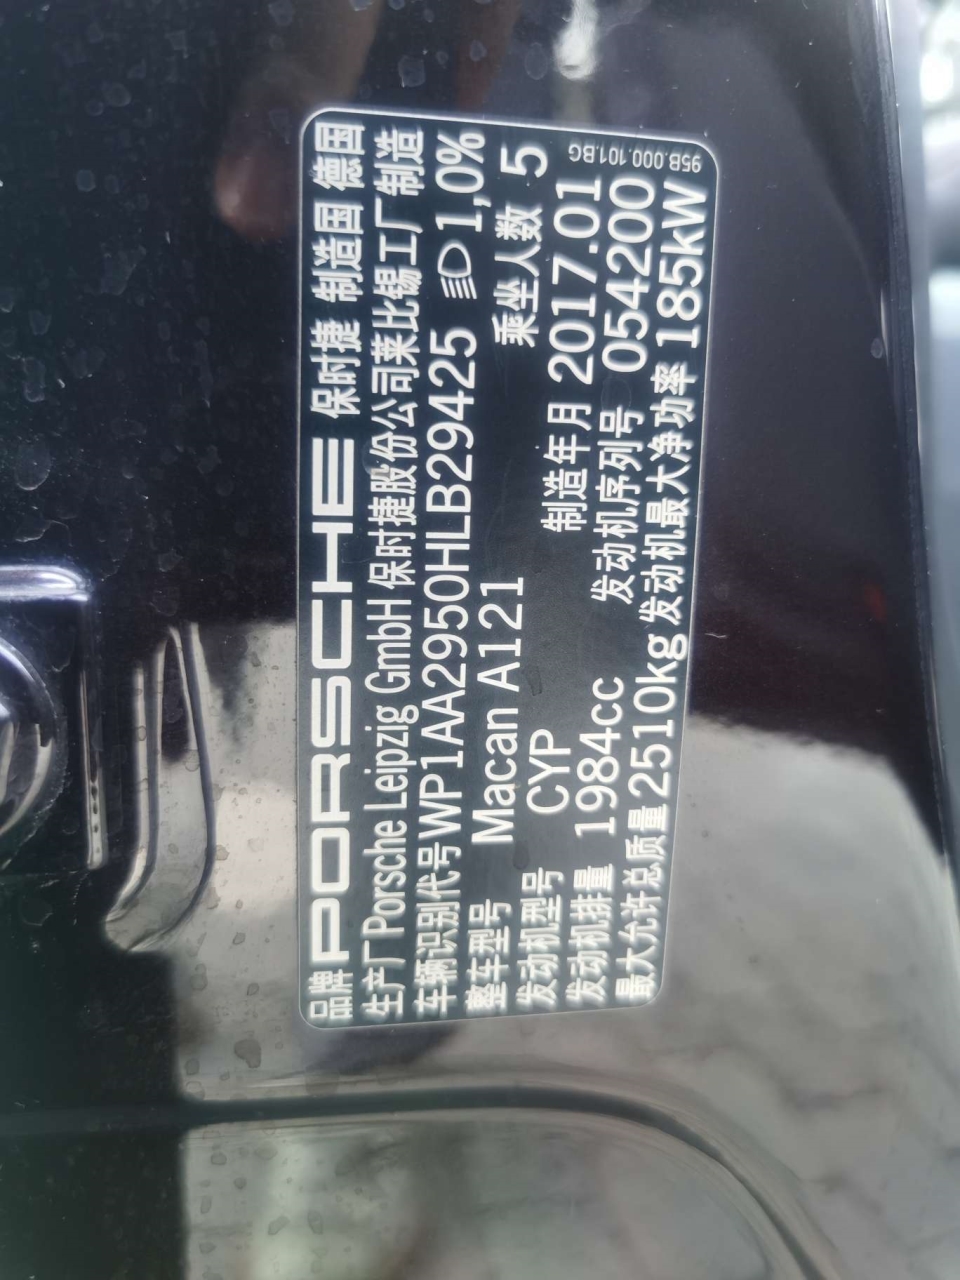 品牌 PORSCHE 保时捷 制造国 德国
生产厂 Porsche Leipzig GmbH 保时捷股份公司莱比锡工厂制造
车辆识别代号 WP1AA2950HLB29425 1,0%
整车型号 Macan A121 乘坐人数 5
发动机型号 CYP 制造年月 2017.01
发动机排量 1984cc 发动机序列号 054200
最大允许总质量 2510kg 发动机最大净功率 185kW
95B.000.101.BG